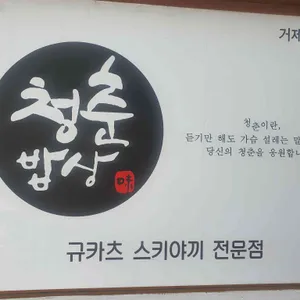 거제
청춘
밥상
味
청춘이란,
듣기만 해도 가슴 설레는 말
당신의 청춘을 응원합니
규카츠 스키야끼 전문점